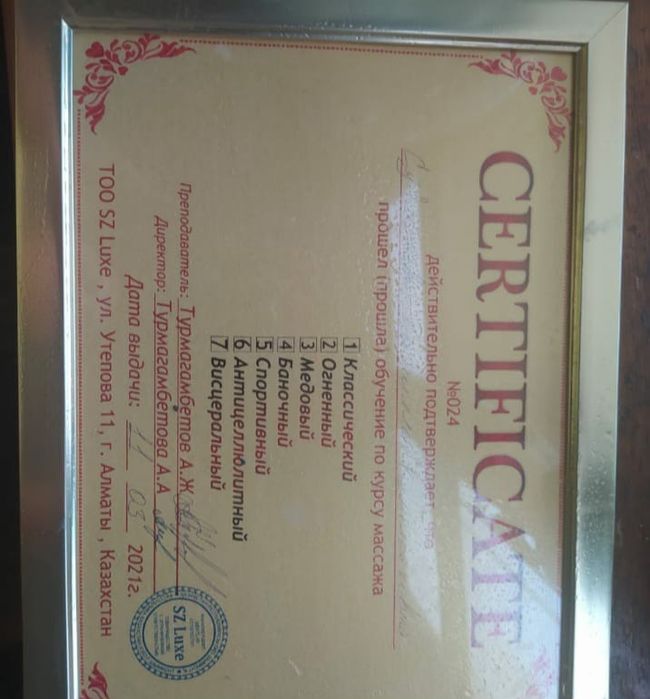 CERTIFICATE
№024
действительно подтверждает, что
прошел (прошла) обучение по курсу массажа
1 Классический
2 Огненный
3 Медовый
4 Баночный
5 Спортивный
6 Антицеллюлитный
7 Висцеральный
Преподаватель: Турмагамбетов А.Ж
Директор: Турмагамбетова А.А
Дата выдачи: 11 03 2021г.
ТОО SZ Luxe , ул. Утепова 11, г. Алматы , Казахстан
SZ Luxe